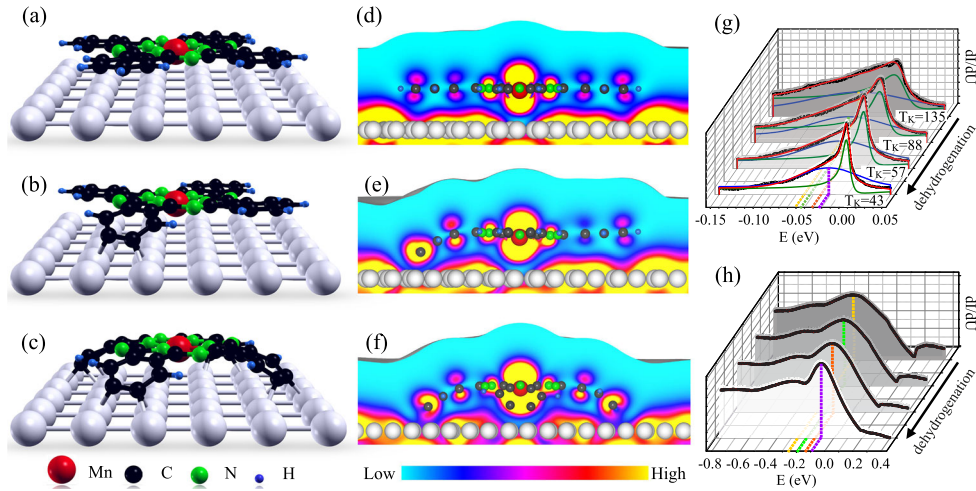 (a)
(b)
(c)
Mn C N H
(d)
(e)
(f)
Low High
(g)
dI/dU
T_K=135
T_K=88
T_K=57
T_K=43
dehydrogenation
-0.15 -0.10 -0.05 0.00 0.05
E (eV)
(h)
dI/dU
dehydrogenation
-0.8 -0.6 -0.4 -0.2 0.0 0.2 0.4
E (eV)